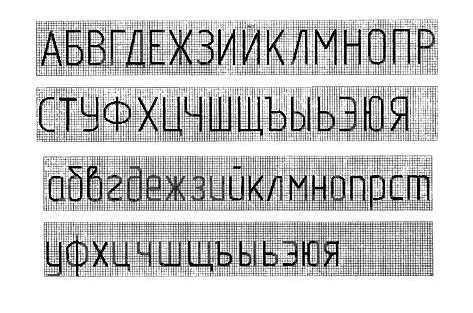 АБВГДЕЖЗИЙКЛМНОПР
СТУФХЦЧШЩЪЫЬЭЮЯ
абвгдежзийклмнопрст
уфхцчшщъыьэюя